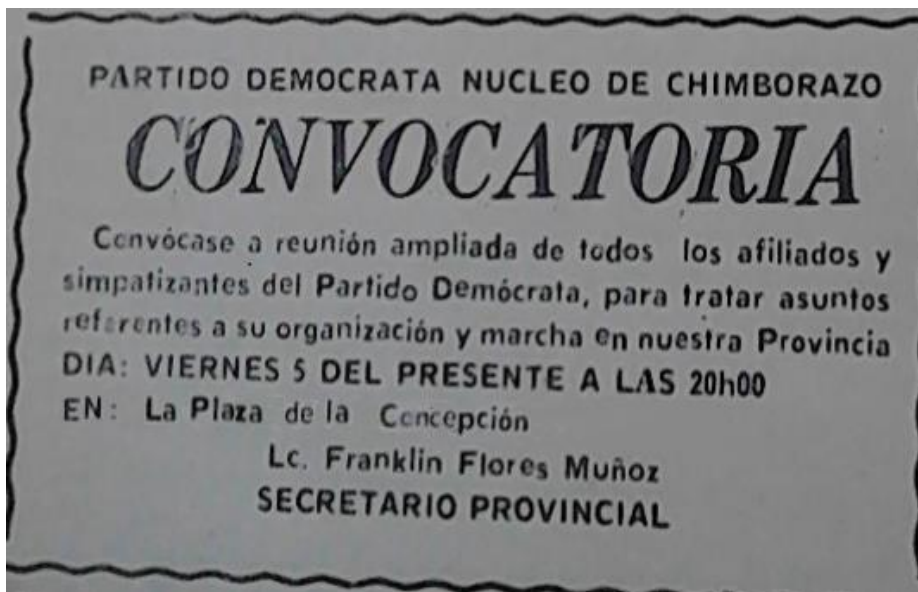 PARTIDO DEMOCRATA NUCLEO DE CHIMBORAZO
CONVOCATORIA
Convócase a reunión ampliada de todos los afiliados y
simpatizantes del Partido Demócrata, para tratar asuntos
referentes a su organización y marcha en nuestra Provincia
DIA: VIERNES 5 DEL PRESENTE A LAS 20h00
EN: La Plaza de la Concepción
Lc. Franklin Flores Muñoz
SECRETARIO PROVINCIAL